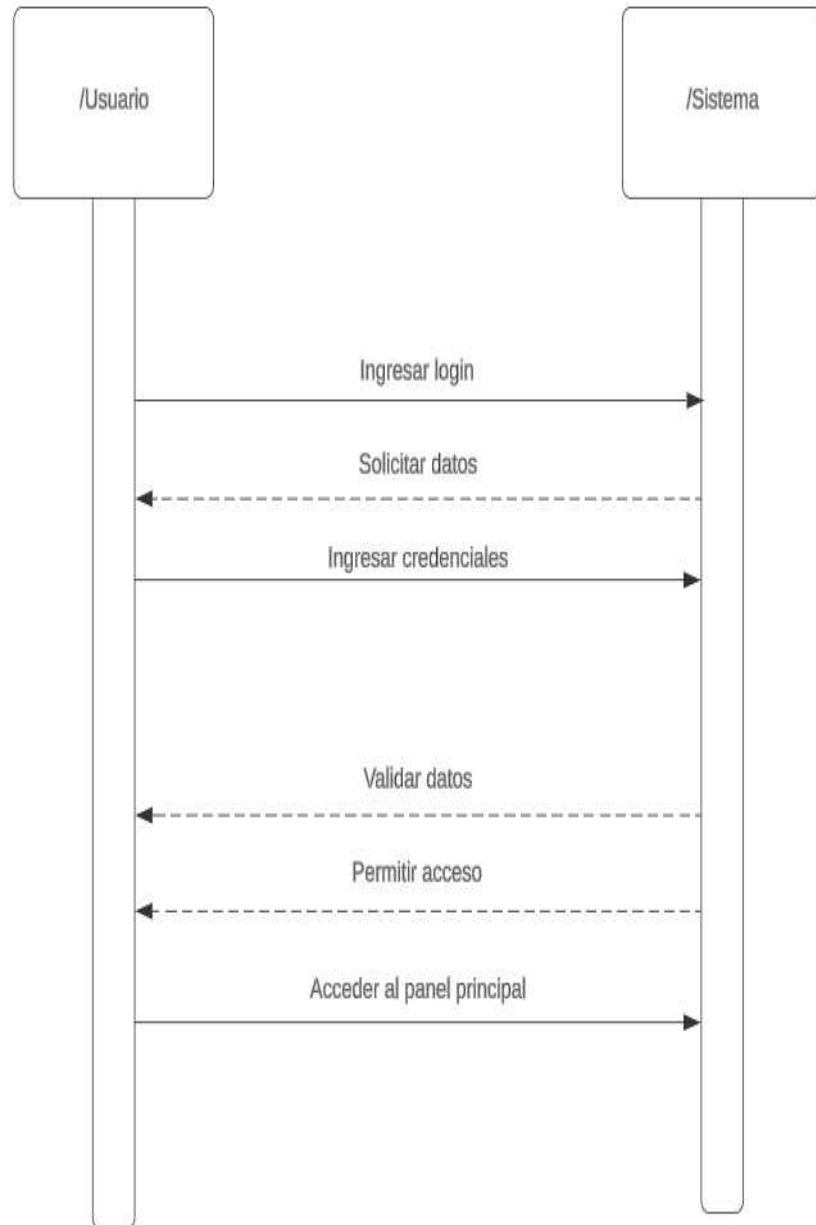 /Usuario
/Sistema
Ingresar login
Solicitar datos
Ingresar credenciales
Validar datos
Permitir acceso
Acceder al panel principal